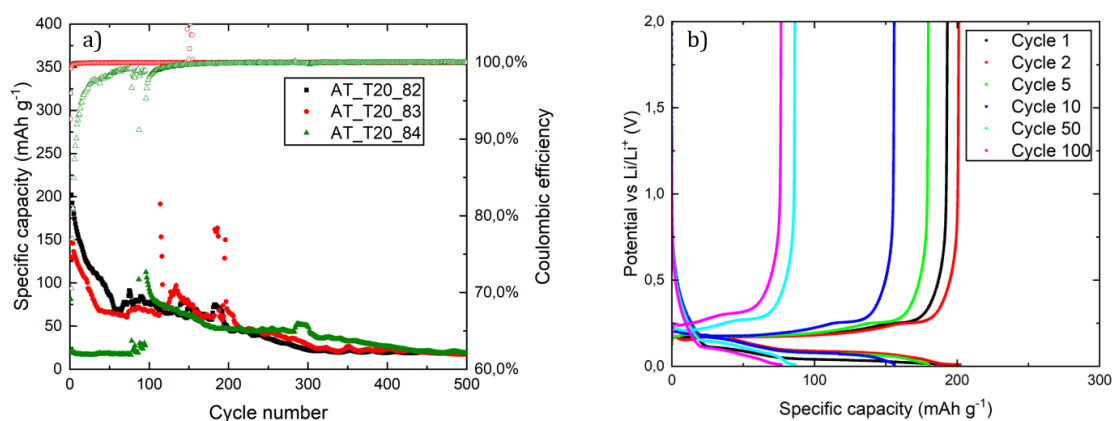 a)
400
350
300
250
200
150
100
50
0
Specific capacity (mAh g⁻¹)
0 100 200 300 400 500
Cycle number
100,0%
90,0%
80,0%
70,0%
60,0%
Coulombic efficiency
AT_T20_82
AT_T20_83
AT_T20_84
b)
2,0
1,5
1,0
0,5
0,0
Potential vs Li/Li⁺ (V)
0 100 200 300
Specific capacity (mAh g⁻¹)
Cycle 1
Cycle 2
Cycle 5
Cycle 10
Cycle 50
Cycle 100